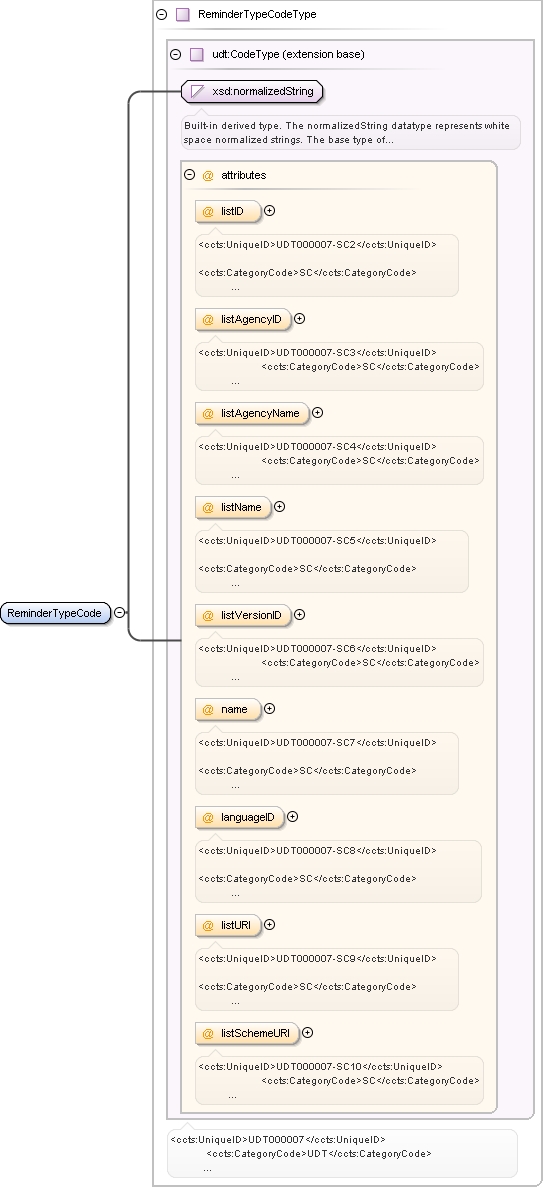 ReminderTypeCodeType
udt:CodeType (extension base)
xsd:normalizedString
Built-in derived type. The normalizedString datatype represents white
space normalized strings. The base type of...
@ attributes
@ listID
<ccts:UniqueID>UDT000007-SC2</ccts:UniqueID>
<ccts:CategoryCode>SC</ccts:CategoryCode>
...
@ listAgencyID
<ccts:UniqueID>UDT000007-SC3</ccts:UniqueID>
<ccts:CategoryCode>SC</ccts:CategoryCode>
...
@ listAgencyName
<ccts:UniqueID>UDT000007-SC4</ccts:UniqueID>
<ccts:CategoryCode>SC</ccts:CategoryCode>
...
@ listName
<ccts:UniqueID>UDT000007-SC5</ccts:UniqueID>
<ccts:CategoryCode>SC</ccts:CategoryCode>
...
ReminderTypeCode
@ listVersionID
<ccts:UniqueID>UDT000007-SC6</ccts:UniqueID>
<ccts:CategoryCode>SC</ccts:CategoryCode>
...
@ name
<ccts:UniqueID>UDT000007-SC7</ccts:UniqueID>
<ccts:CategoryCode>SC</ccts:CategoryCode>
...
@ languageID
<ccts:UniqueID>UDT000007-SC8</ccts:UniqueID>
<ccts:CategoryCode>SC</ccts:CategoryCode>
...
@ listURI
<ccts:UniqueID>UDT000007-SC9</ccts:UniqueID>
<ccts:CategoryCode>SC</ccts:CategoryCode>
...
@ listSchemeURI
<ccts:UniqueID>UDT000007-SC10</ccts:UniqueID>
<ccts:CategoryCode>SC</ccts:CategoryCode>
...
<ccts:UniqueID>UDT000007</ccts:UniqueID>
<ccts:CategoryCode>UDT</ccts:CategoryCode>
...